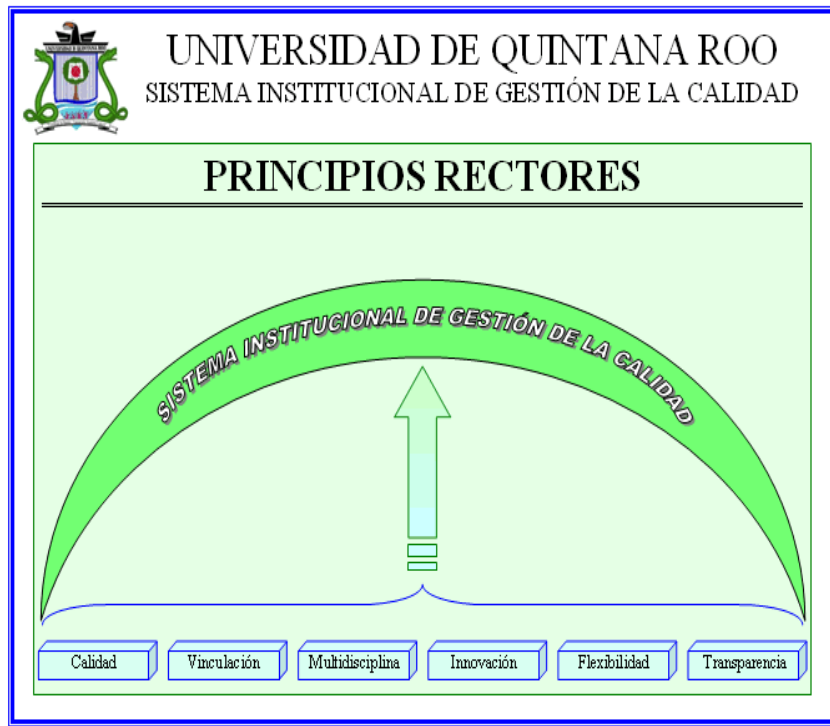 UNIVERSIDAD DE QUINTANA ROO
SISTEMA INSTITUCIONAL DE GESTIÓN DE LA CALIDAD
PRINCIPIOS RECTORES
SISTEMA INSTITUCIONAL DE GESTIÓN DE LA CALIDAD
Calidad
Vinculación
Multidisciplina
Innovación
Flexibilidad
Transparencia